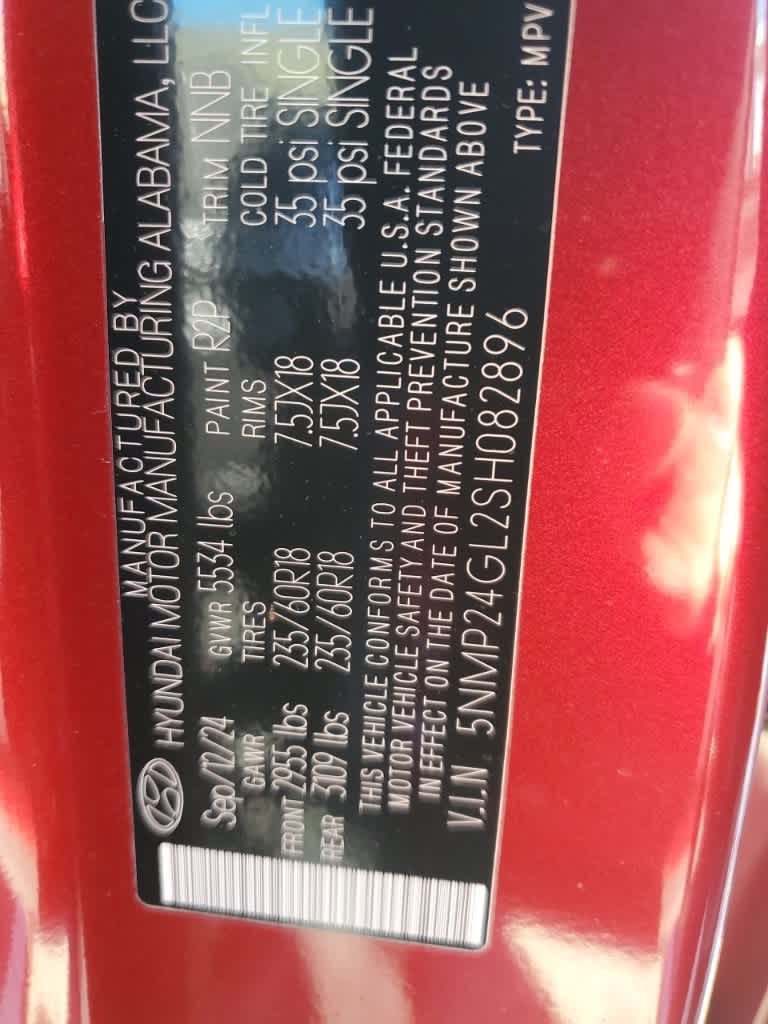 MANUFACTURED BY
HYUNDAI MOTOR MANUFACTURING ALABAMA, LLC
Sep/12/24 GVWR 5534 lbs PAINT R2P TRIM NNB
GAWR TIRES RIMS COLD TIRE INFL
FRONT 2955 lbs 235/60R18 7.5JX18 35 psi SINGLE
REAR 3109 lbs 235/60R18 7.5JX18 35 psi SINGLE
THIS VEHICLE CONFORMS TO ALL APPLICABLE U.S.A. FEDERAL
MOTOR VEHICLE SAFETY AND THEFT PREVENTION STANDARDS
IN EFFECT ON THE DATE OF MANUFACTURE SHOWN ABOVE
V.I.N 5NMP24GL2SH082896 TYPE: MPV